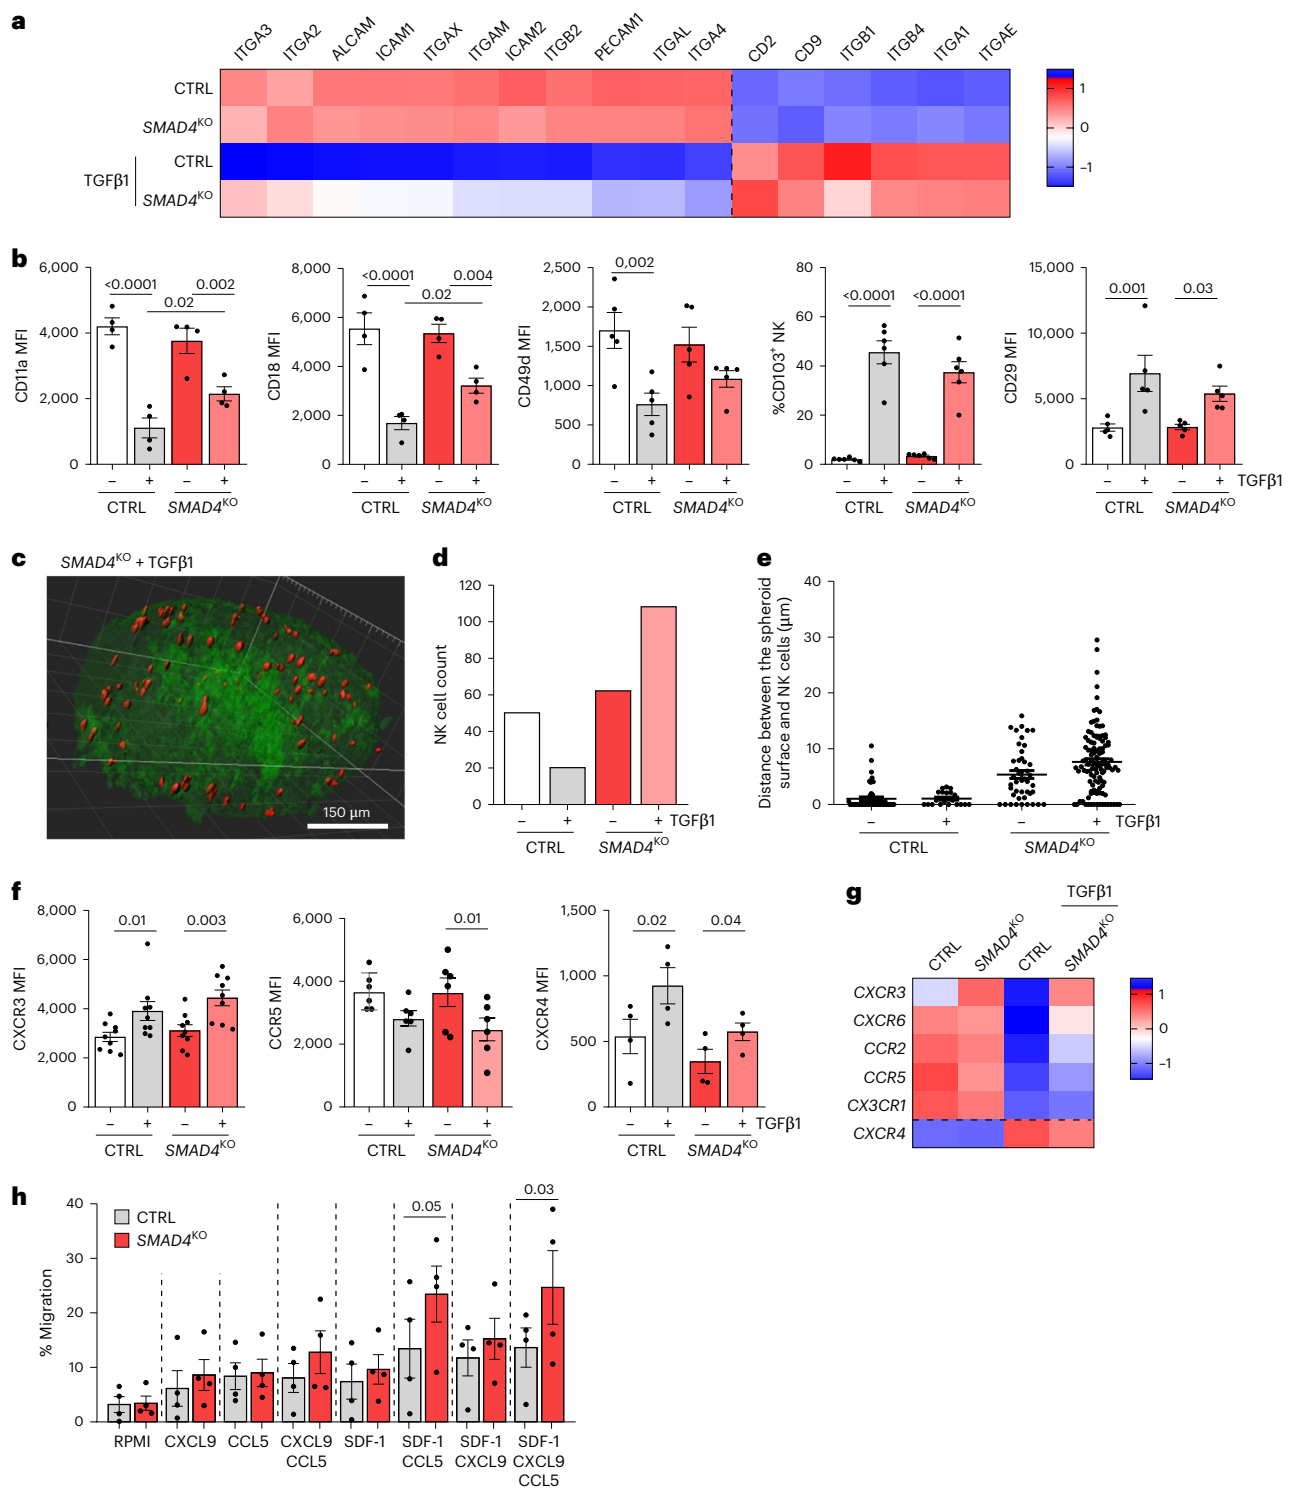 a
ITGA3 ITGA2 ALCAM ICAM1 ITGAX ITGAM ICAM2 ITGB2 PECAM1 ITGAL ITGA4 CD2 CD9 ITGB1 ITGB4 ITGA1 ITGAE
CTRL
SMAD4KO
TGFβ1
CTRL
SMAD4KO
1
0
–1
b
CD11a MFI
6,000
4,000
2,000
0
<0.0001 0.002
0.02
– + – +
CTRL SMAD4KO
CD18 MFI
8,000
6,000
4,000
2,000
0
<0.0001 0.004
0.02
– + – +
CTRL SMAD4KO
CD49d MFI
2,500
2,000
1,500
1,000
500
0
0,002
– + – +
CTRL SMAD4KO
%CD103+ NK
80
60
40
20
0
<0.0001 <0.0001
– + – +
CTRL SMAD4KO
CD29 MFI
15,000
10,000
5,000
0
0.001 0.03
– + – + TGFβ1
CTRL SMAD4KO
c
SMAD4KO + TGFβ1
150 µm
d
NK cell count
120
100
80
60
40
20
0
– + – + TGFβ1
CTRL SMAD4KO
e
Distance between the spheroid
surface and NK cells (µm)
40
30
20
10
0
– + – + TGFβ1
CTRL SMAD4KO
f
CXCR3 MFI
8,000
6,000
4,000
2,000
0
0.01 0.003
– + – +
CTRL SMAD4KO
CCR5 MFI
6,000
4,000
2,000
0
0.01
– + – +
CTRL SMAD4KO
CXCR4 MFI
1,500
1,000
500
0
0.02 0.04
– + – + TGFβ1
CTRL SMAD4KO
g
TGFβ1
CTRL SMAD4KO CTRL SMAD4KO
CXCR3
CXCR6
CCR2
CCR5
CX3CR1
CXCR4
1
0
–1
h
% Migration
40
30
20
10
0
CTRL
SMAD4KO
0.05
0.03
RPMI CXCL9 CCL5 CXCL9 SDF-1 SDF-1 SDF-1 SDF-1
CCL5 CCL5 CXCL9 CXCL9
CCL5